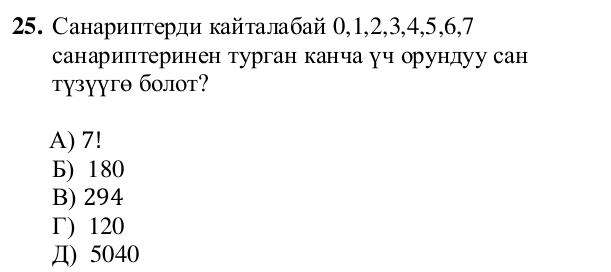 25. Санариптерди кайталабай 0,1,2,3,4,5,6,7
санариптеринен турган канча үч орундуу сан
түзүүгө болот?
А) 7!
Б) 180
В) 294
Г) 120
Д) 5040